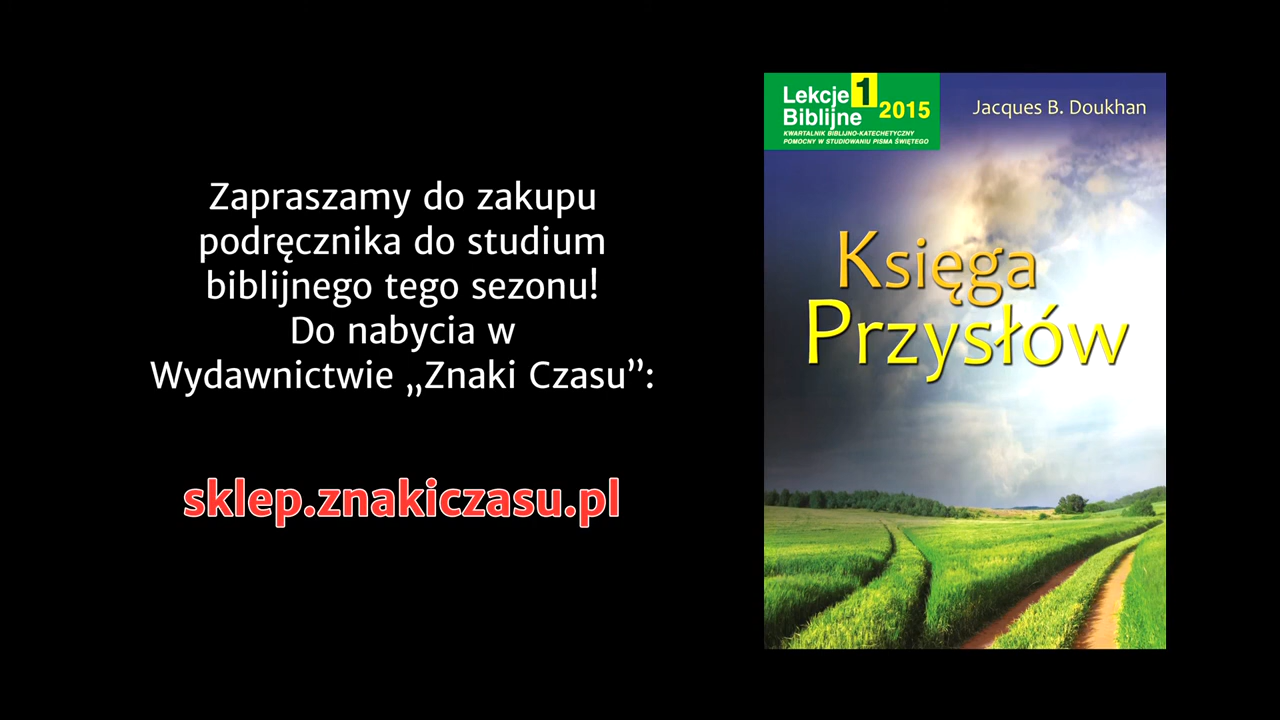 Zapraszamy do zakupu
podręcznika do studium
biblijnego tego sezonu!
Do nabycia w
Wydawnictwie „Znaki Czasu”:
sklep.znakiczasu.pl
Lekcje 1 2015
Biblijne
KWARTALNIK BIBLIJNO-KATECHETYCZNY
POMOCNY W STUDIOWANIU PISMA ŚWIĘTEGO
Jacques B. Doukhan
Księga
Przysłów